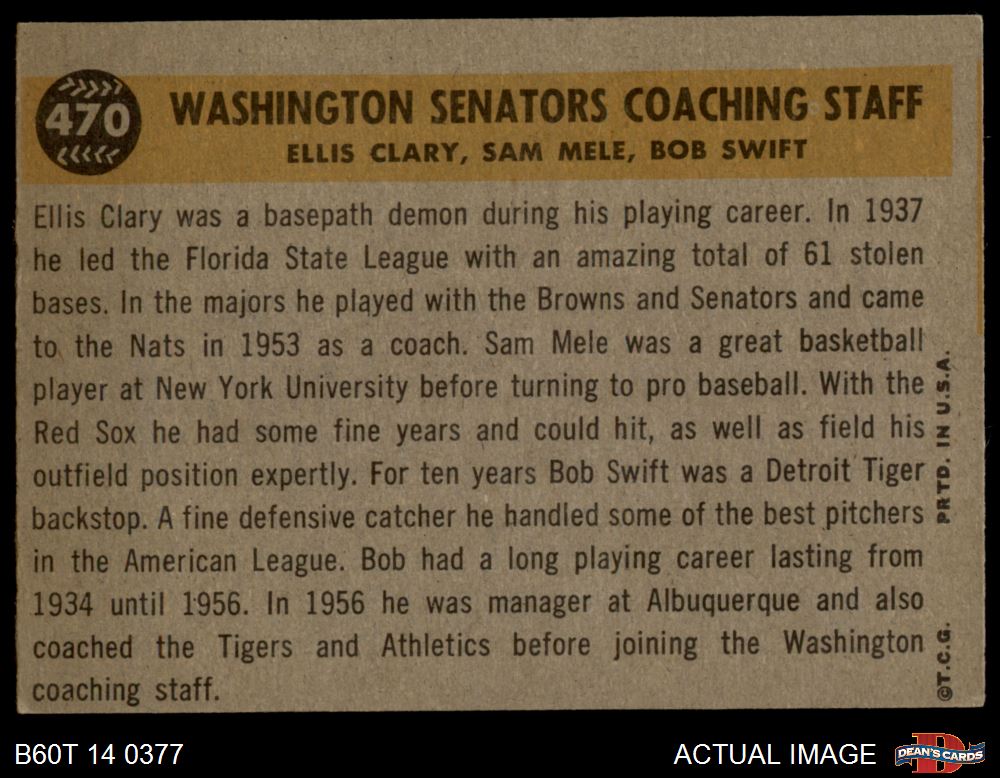 470
WASHINGTON SENATORS COACHING STAFF
ELLIS CLARY, SAM MELE, BOB SWIFT
Ellis Clary was a basepath demon during his playing career. In 1937
he led the Florida State League with an amazing total of 61 stolen
bases. In the majors he played with the Browns and Senators and came
to the Nats in 1953 as a coach. Sam Mele was a great basketball
player at New York University before turning to pro baseball. With the
Red Sox he had some fine years and could hit, as well as field his
outfield position expertly. For ten years Bob Swift was a Detroit Tiger
backstop. A fine defensive catcher he handled some of the best pitchers
in the American League. Bob had a long playing career lasting from
1934 until 1956. In 1956 he was manager at Albuquerque and also
coached the Tigers and Athletics before joining the Washington
coaching staff.
©T.C.G. PRTD. IN U.S.A.
B60T 14 0377
ACTUAL IMAGE
DEAN'S CARDS